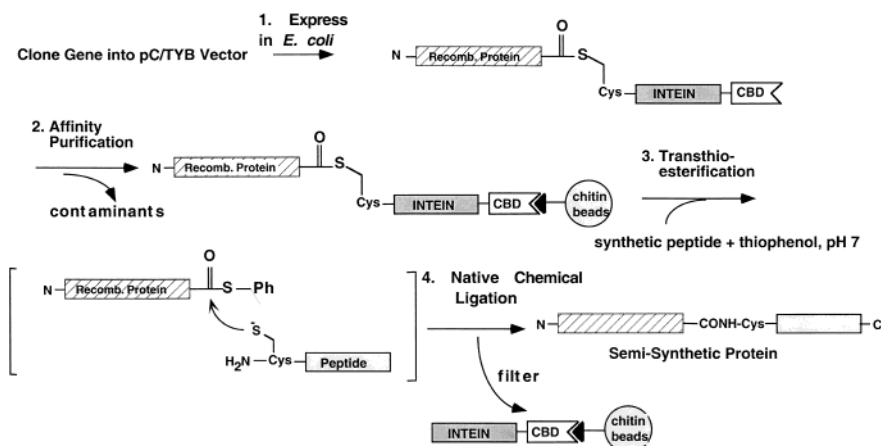 1. Express
in E. coli
Clone Gene into pC/TYB Vector
N
Recomb. Protein
O
S
Cys
INTEIN
CBD
2. Affinity
Purification
contaminants
N
Recomb. Protein
O
S
Cys
INTEIN
CBD
chitin
beads
3. Transthio-
esterification
synthetic peptide + thiophenol, pH 7
O
N
Recomb. Protein
S
Ph
S-
H2N
Cys
Peptide
4. Native Chemical
Ligation
N
CONH-Cys
C
Semi-Synthetic Protein
filter
INTEIN
CBD
chitin
beads